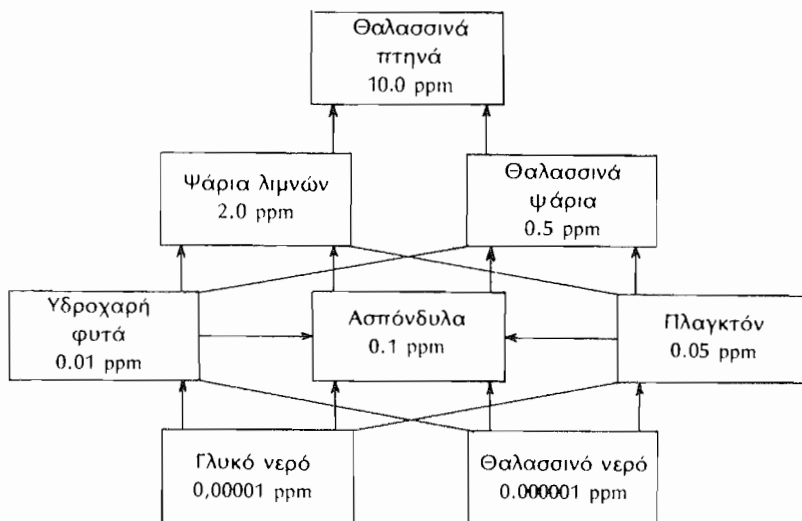 Θαλασσινά
πτηνά
10.0 ppm
Ψάρια λιμνών
2.0 ppm
Θαλασσινά
ψάρια
0.5 ppm
Υδροχαρή
φυτά
0.01 ppm
Ασπόνδυλα
0.1 ppm
Πλαγκτόν
0.05 ppm
Γλυκό νερό
0,00001 ppm
Θαλασσινό νερό
0.000001 ppm